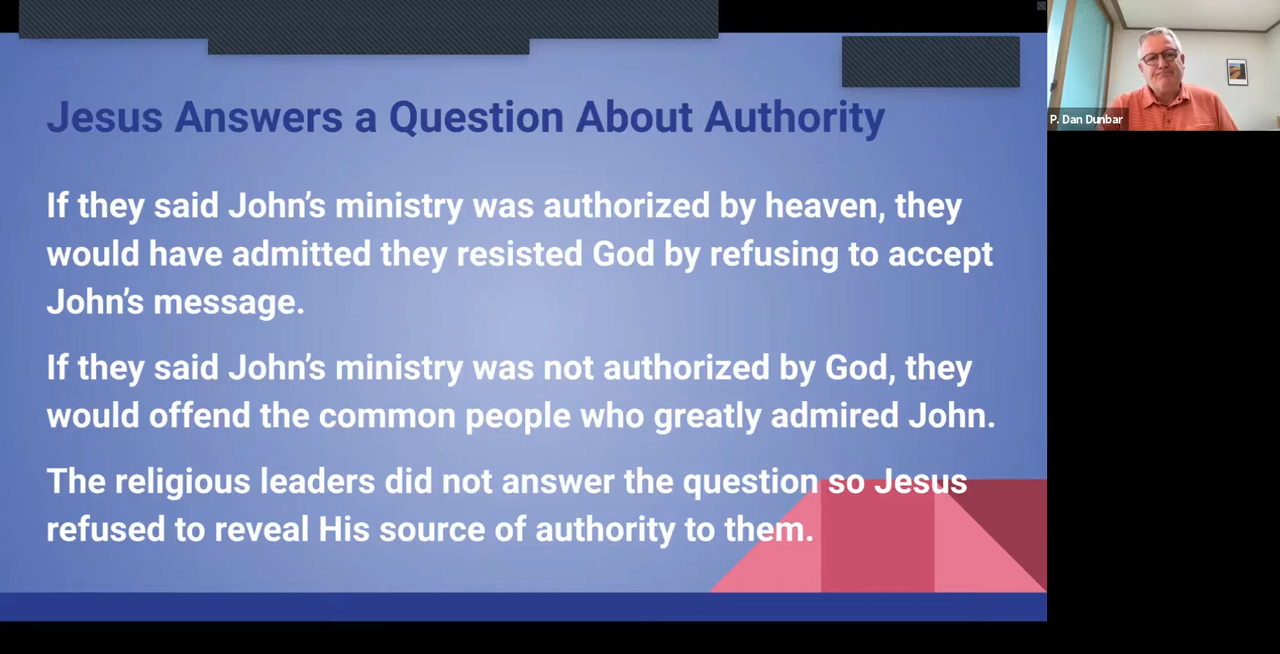 Jesus Answers a Question About Authority
If they said John's ministry was authorized by heaven, they
would have admitted they resisted God by refusing to accept
John's message.
If they said John's ministry was not authorized by God, they
would offend the common people who greatly admired John.
The religious leaders did not answer the question so Jesus
refused to reveal His source of authority to them.
P. Dan Dunbar